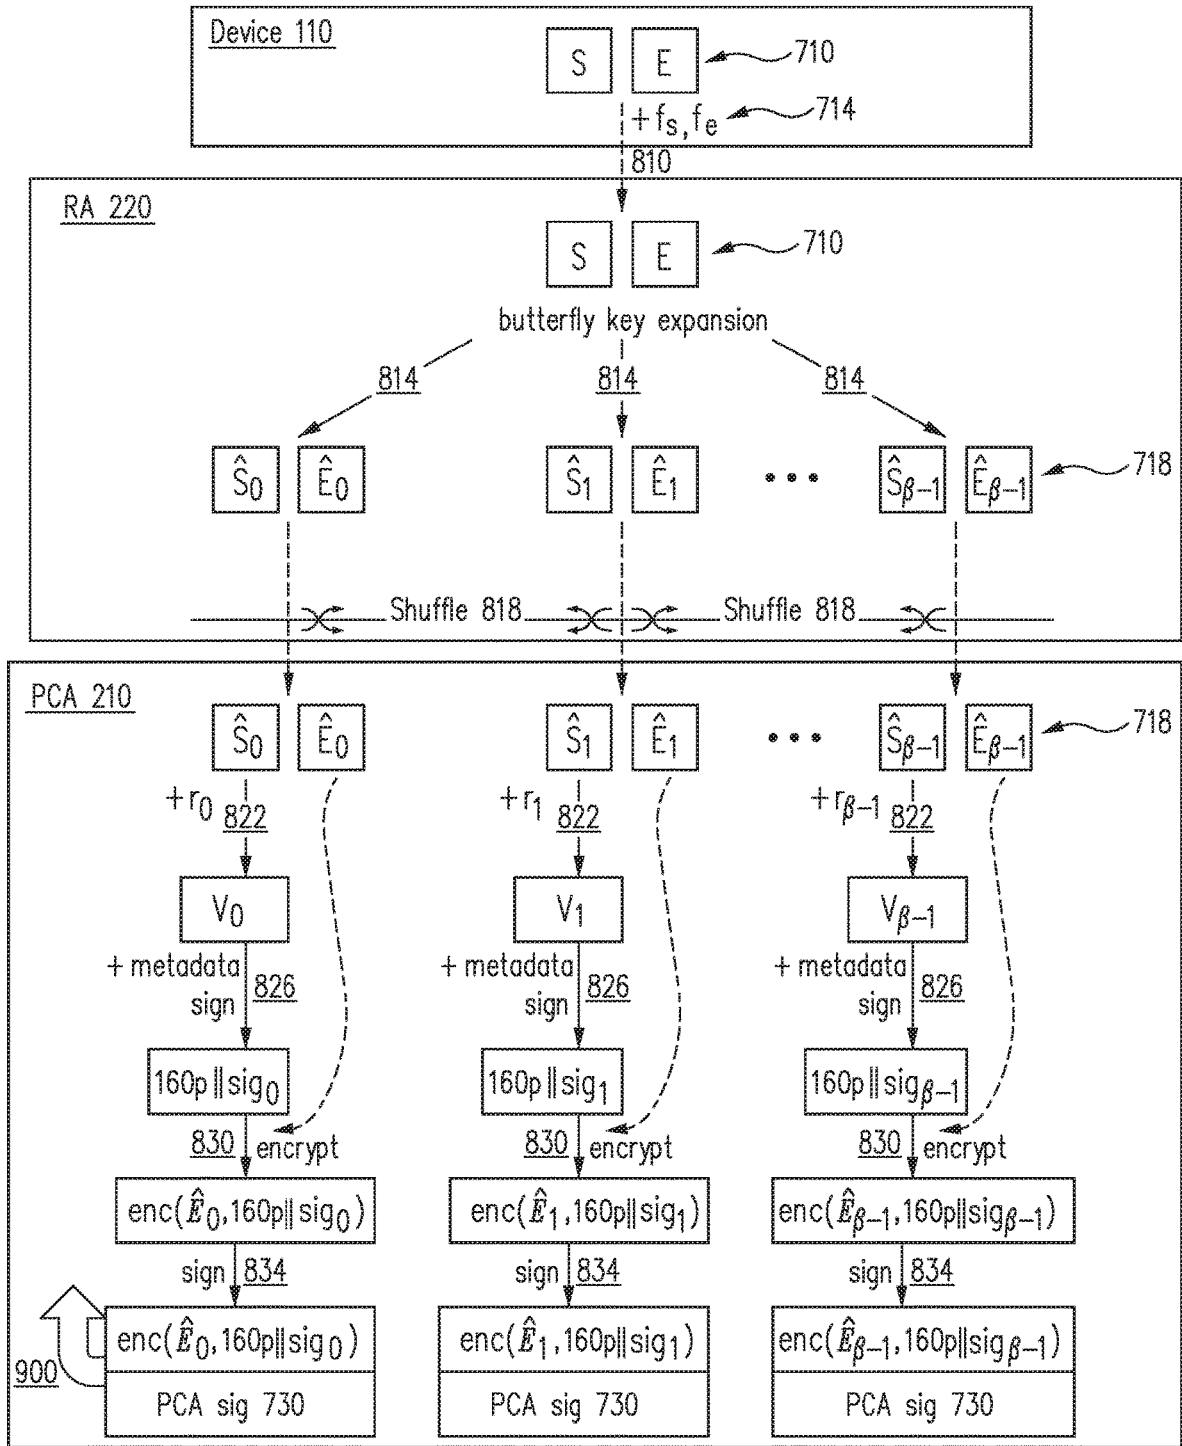 Device 110
S E 710
+ fs, fe 714
810
RA 220
S E 710
butterfly key expansion
814 814 814
Ŝ0 Ê0 Ŝ1 Ê1 ••• Ŝβ−1 Êβ−1 718
Shuffle 818 Shuffle 818
PCA 210
Ŝ0 Ê0 Ŝ1 Ê1 ••• Ŝβ−1 Êβ−1 718
+ r0 822 + r1 822 + rβ−1 822
V0 V1 Vβ−1
+ metadata + metadata + metadata
sign 826 sign 826 sign 826
160p||sig0 160p||sig1 160p||sigβ−1
830 encrypt 830 encrypt 830 encrypt
enc(Ê0,160p||sig0) enc(Ê1,160p||sig1) enc(Êβ−1,160p||sigβ−1)
sign 834 sign 834 sign 834
enc(Ê0,160p||sig0) enc(Ê1,160p||sig1) enc(Êβ−1,160p||sigβ−1)
900
PCA sig 730 PCA sig 730 PCA sig 730